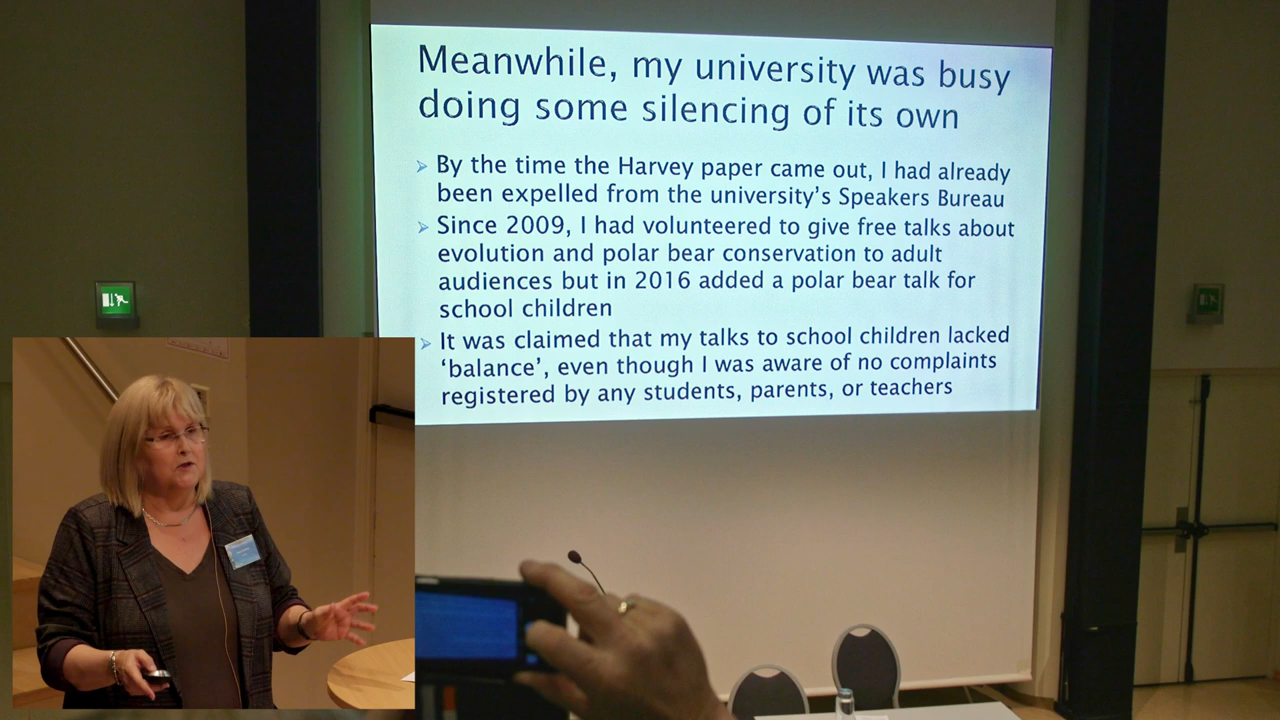 Meanwhile, my university was busy
doing some silencing of its own
By the time the Harvey paper came out, I had already
been expelled from the university's Speakers Bureau
Since 2009, I had volunteered to give free talks about
evolution and polar bear conservation to adult
audiences but in 2016 added a polar bear talk for
school children
It was claimed that my talks to school children lacked
‘balance’, even though I was aware of no complaints
registered by any students, parents, or teachers